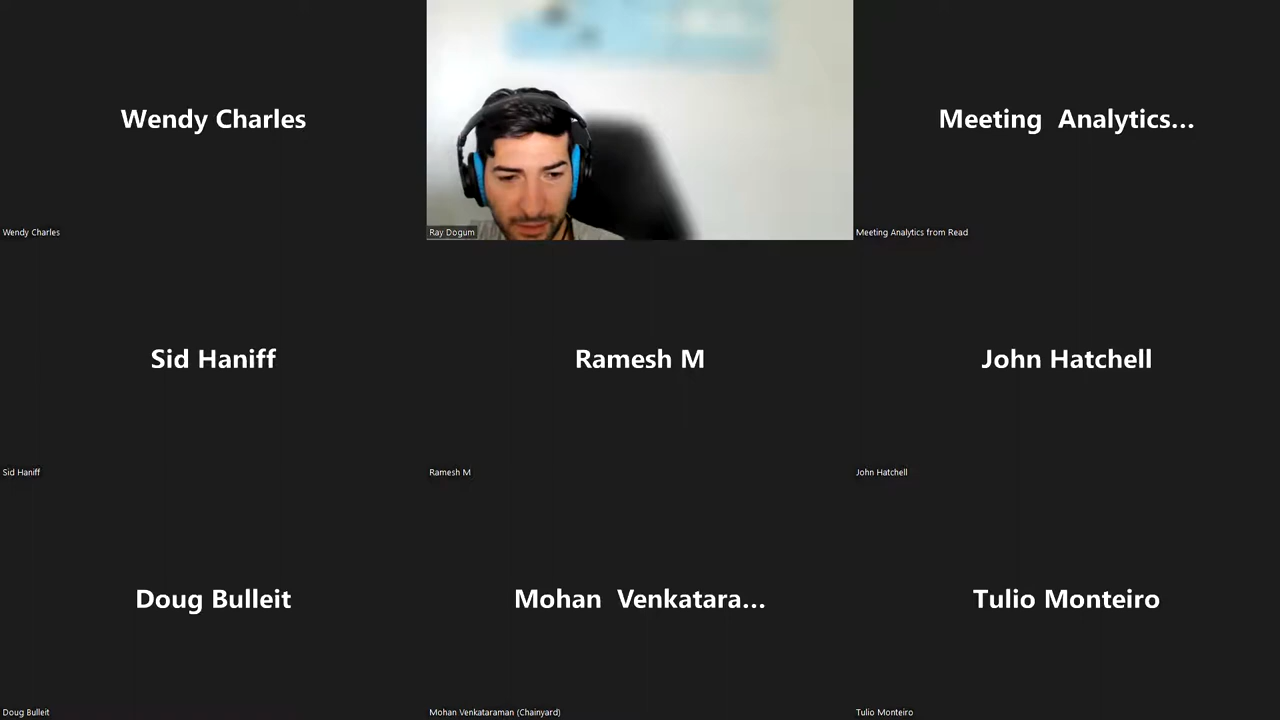 Wendy Charles
Meeting Analytics...
Wendy Charles
Ray Dogum
Meeting Analytics from Read
Sid Haniff
Ramesh M
John Hatchell
Sid Haniff
Ramesh M
John Hatchell
Doug Bulleit
Mohan Venkatara...
Tulio Monteiro
Doug Bulleit
Mohan Venkataraman (Chainyard)
Tulio Monteiro